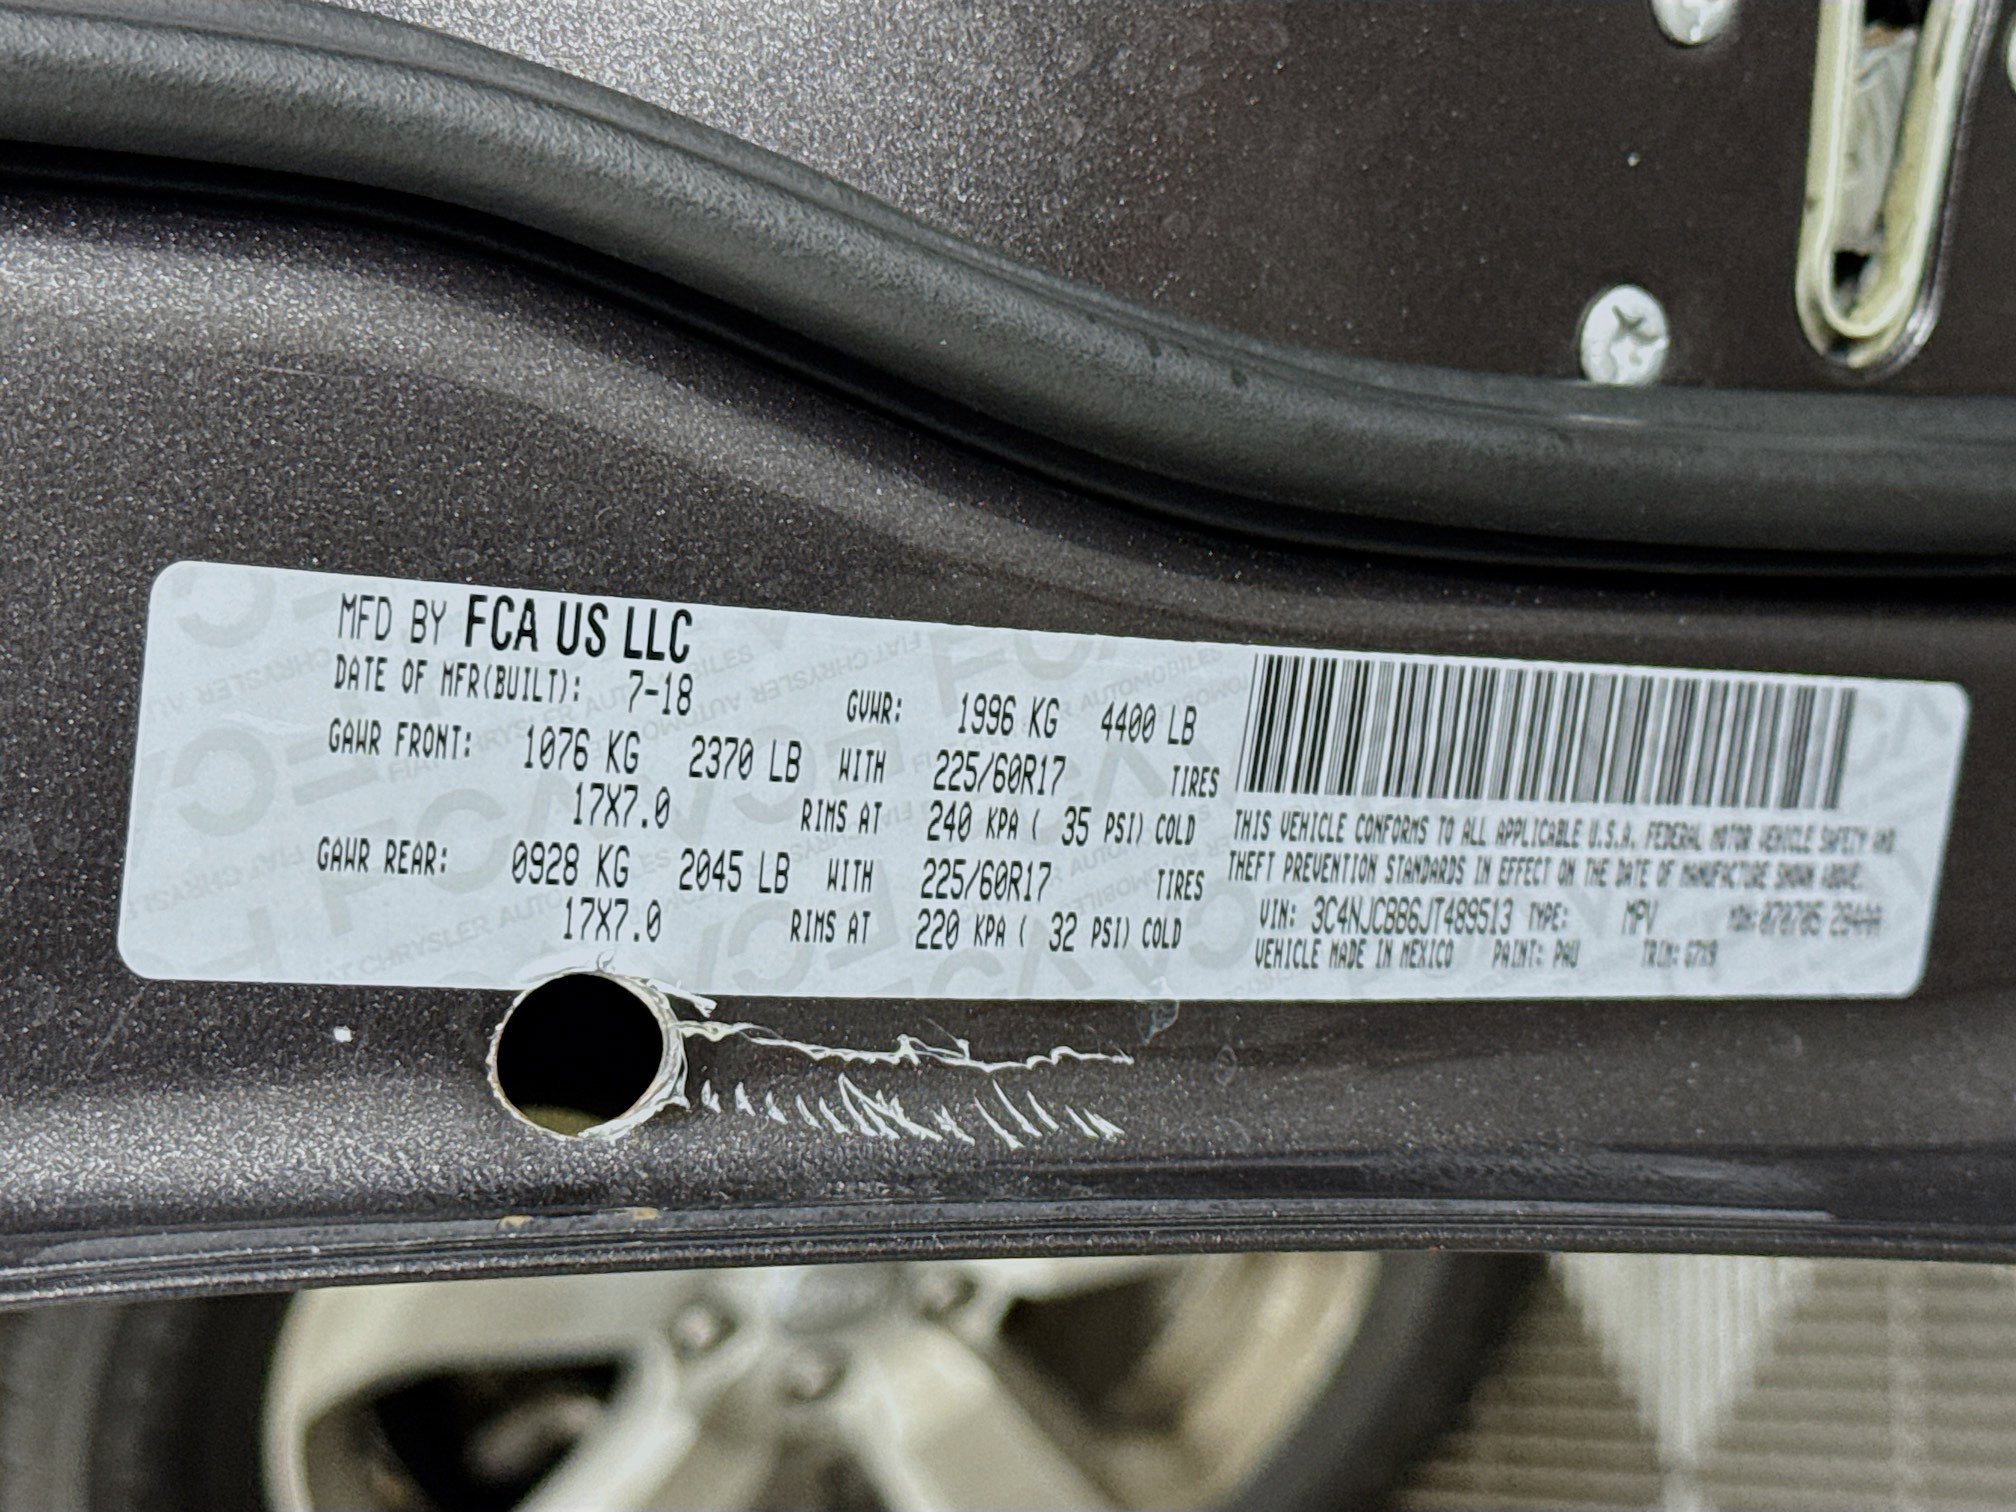 MFD BY FCA US LLC
DATE OF MFR(BUILT): 7-18 GVWR: 1996 KG 4400 LB
GAWR FRONT: 1076 KG 2370 LB WITH 225/60R17 TIRES
17X7.0 RIMS AT 240 KPA ( 35 PSI) COLD
GAWR REAR: 0928 KG 2045 LB WITH 225/60R17 TIRES
17X7.0 RIMS AT 220 KPA ( 32 PSI) COLD
THIS VEHICLE CONFORMS TO ALL APPLICABLE U.S.A. FEDERAL MOTOR VEHICLE SAFETY AND
THEFT PREVENTION STANDARDS IN EFFECT ON THE DATE OF MANUFACTURE SHOWN ABOVE.
VIN: 3C4NJCBB6JT489513 TYPE: MPV
VEHICLE MADE IN MEXICO PAINT: PAU TRIM: